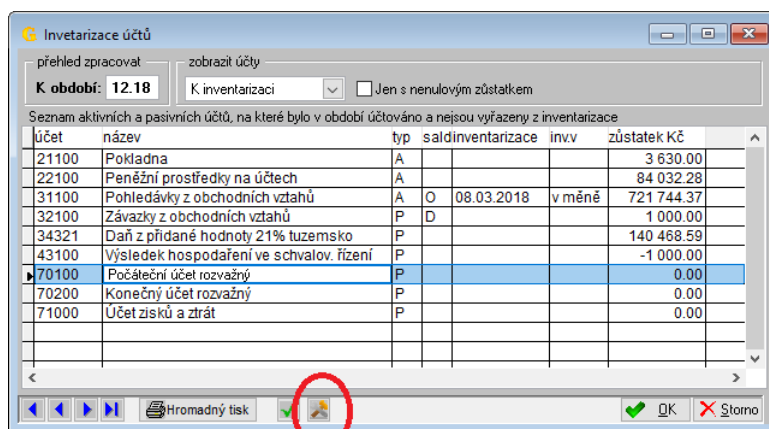 Invetarizace účtů
přehled zpracovat
zobrazit účty
K období: 12.18
K inventarizaci
Jen s nenulovým zůstatkem
Seznam aktivních a pasivních účtů, na které bylo v období účtováno a nejsou vyřazeny z inventarizace
účet název typ sald inventarizace inv.v zůstatek Kč
21100 Pokladna A 3 630.00
22100 Peněžní prostředky na účtech A 84 032.28
31100 Pohledávky z obchodních vztahů A O 08.03.2018 v měně 721 744.37
32100 Závazky z obchodních vztahů P D 1 000.00
34321 Daň z přidané hodnoty 21% tuzemsko P 140 468.59
43100 Výsledek hospodaření ve schvalov. řízení P -1 000.00
70100 Počáteční účet rozvažný P 0.00
70200 Konečný účet rozvažný P 0.00
71000 Účet zisků a ztrát P 0.00
Hromadný tisk
OK
Storno